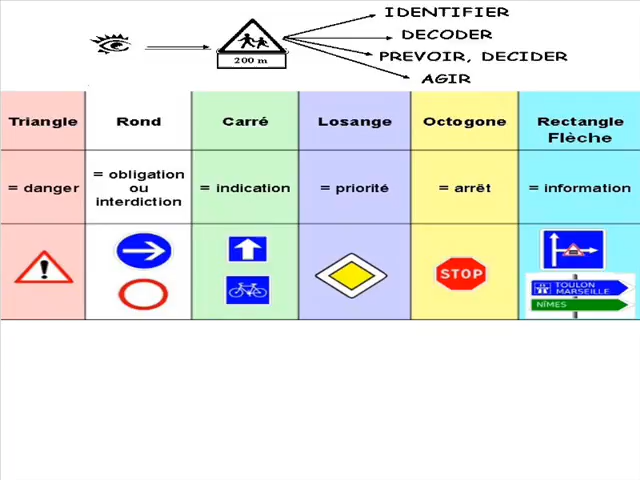 IDENTIFIER
DECODER
PREVOIR, DECIDER
AGIR
200 m
Triangle
Rond
Carré
Losange
Octogone
Rectangle
Flèche
= danger
= obligation
ou
interdiction
= indication
= priorité
= arrêt
= information
!
STOP
TOULON
MARSEILLE
NÎMES